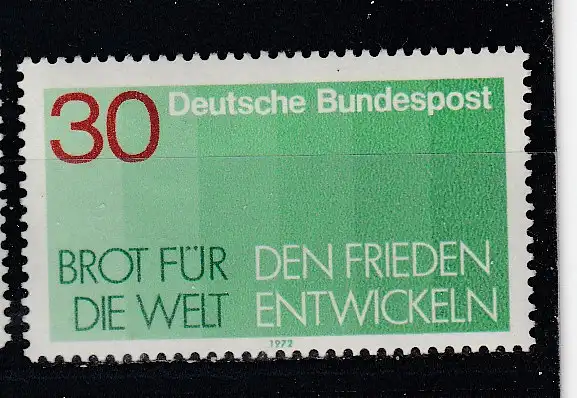 30 Deutsche Bundespost
BROT FÜR DEN FRIEDEN
DIE WELT ENTWICKELN
1972